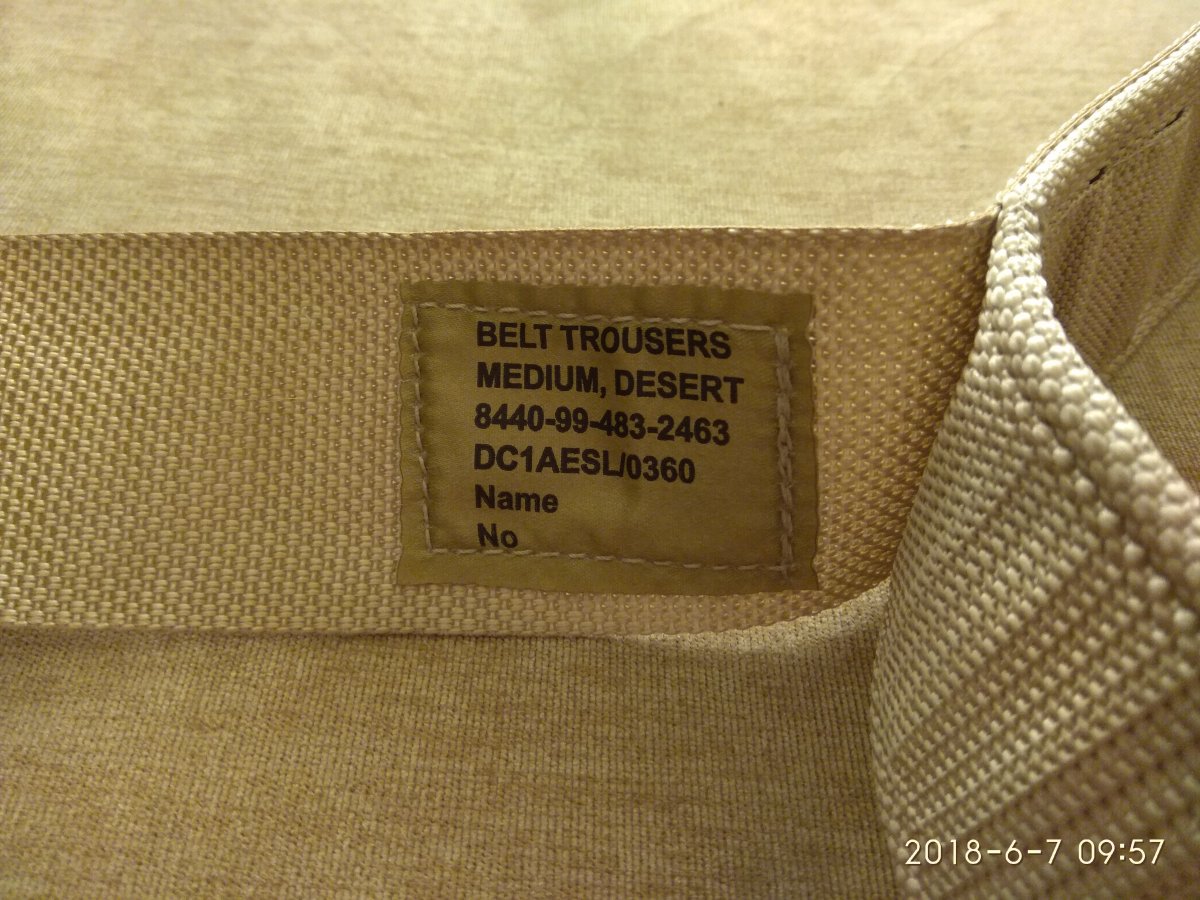 BELT TROUSERS
MEDIUM, DESERT
8440-99-483-2463
DC1AESL/0360
Name
No
2018-6-7 09:57